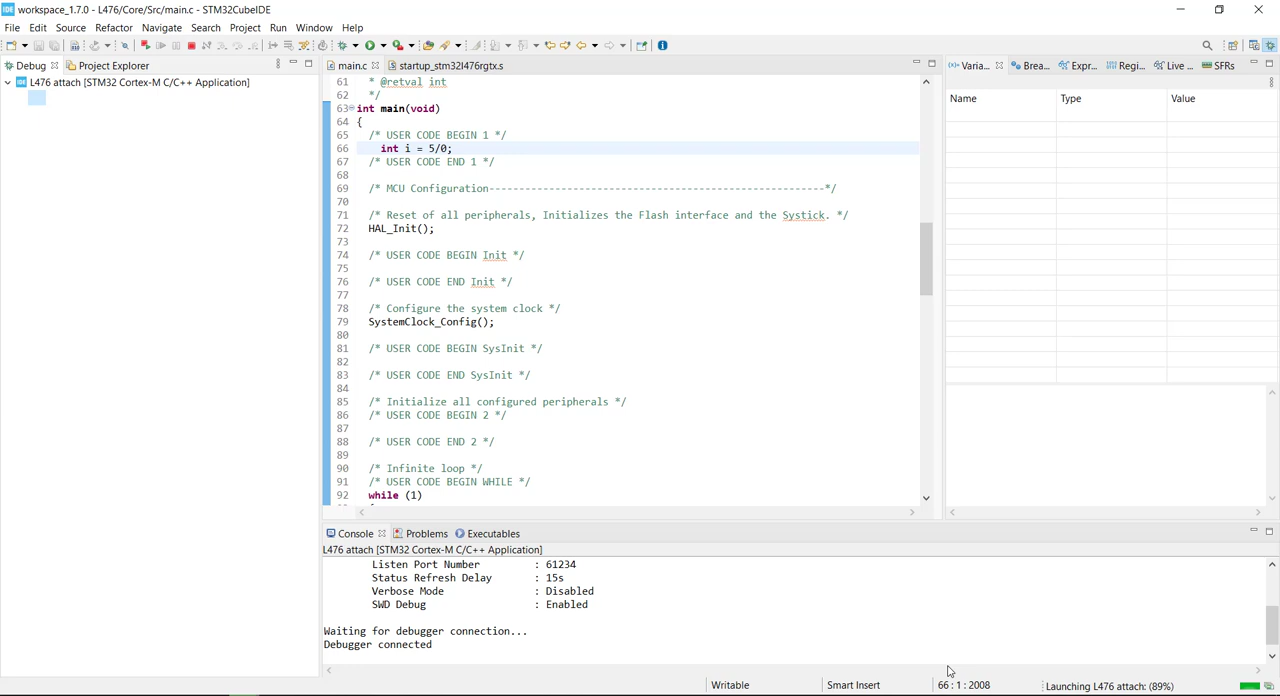 workspace_1.7.0 - L476/Core/Src/main.c - STM32CubeIDE
File Edit Source Refactor Navigate Search Project Run Window Help
Debug Project Explorer
L476 attach [STM32 Cortex-M C/C++ Application]
main.c startup_stm32l476rgtx.s
61 * @retval int
62 */
63 int main(void)
64 {
65 /* USER CODE BEGIN 1 */
66 int i = 5/0;
67 /* USER CODE END 1 */
68
69 /* MCU Configuration--------------------------------------------------------*/
70
71 /* Reset of all peripherals, Initializes the Flash interface and the Systick. */
72 HAL_Init();
73
74 /* USER CODE BEGIN Init */
75
76 /* USER CODE END Init */
77
78 /* Configure the system clock */
79 SystemClock_Config();
80
81 /* USER CODE BEGIN SysInit */
82
83 /* USER CODE END SysInit */
84
85 /* Initialize all configured peripherals */
86 /* USER CODE BEGIN 2 */
87
88 /* USER CODE END 2 */
89
90 /* Infinite loop */
91 /* USER CODE BEGIN WHILE */
92 while (1)
Varia... Brea... Expr... Regi... Live ... SFRs
Name Type Value
Console Problems Executables
L476 attach [STM32 Cortex-M C/C++ Application]
Listen Port Number : 61234
Status Refresh Delay : 15s
Verbose Mode : Disabled
SWD Debug : Enabled
Waiting for debugger connection...
Debugger connected
Writable Smart Insert 66 : 1 : 2008 Launching L476 attach: (89%)